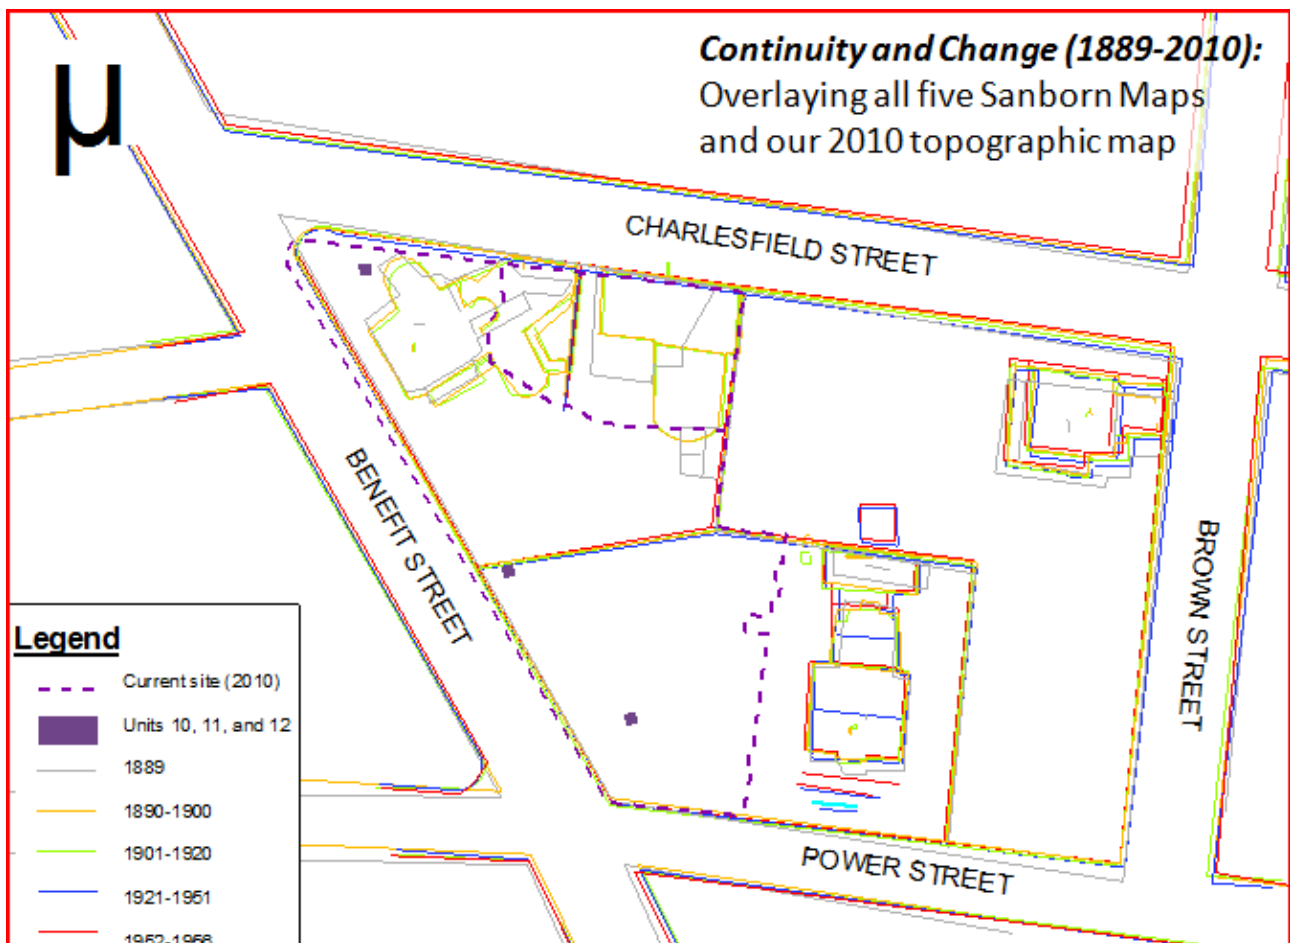 Continuity and Change (1889-2010):
Overlaying all five Sanborn Maps
and our 2010 topographic map
µ
CHARLESFIELD STREET
BENEFIT STREET
BROWN STREET
POWER STREET
Legend
Current site (2010)
Units 10, 11, and 12
1889
1890-1900
1901-1920
1921-1951